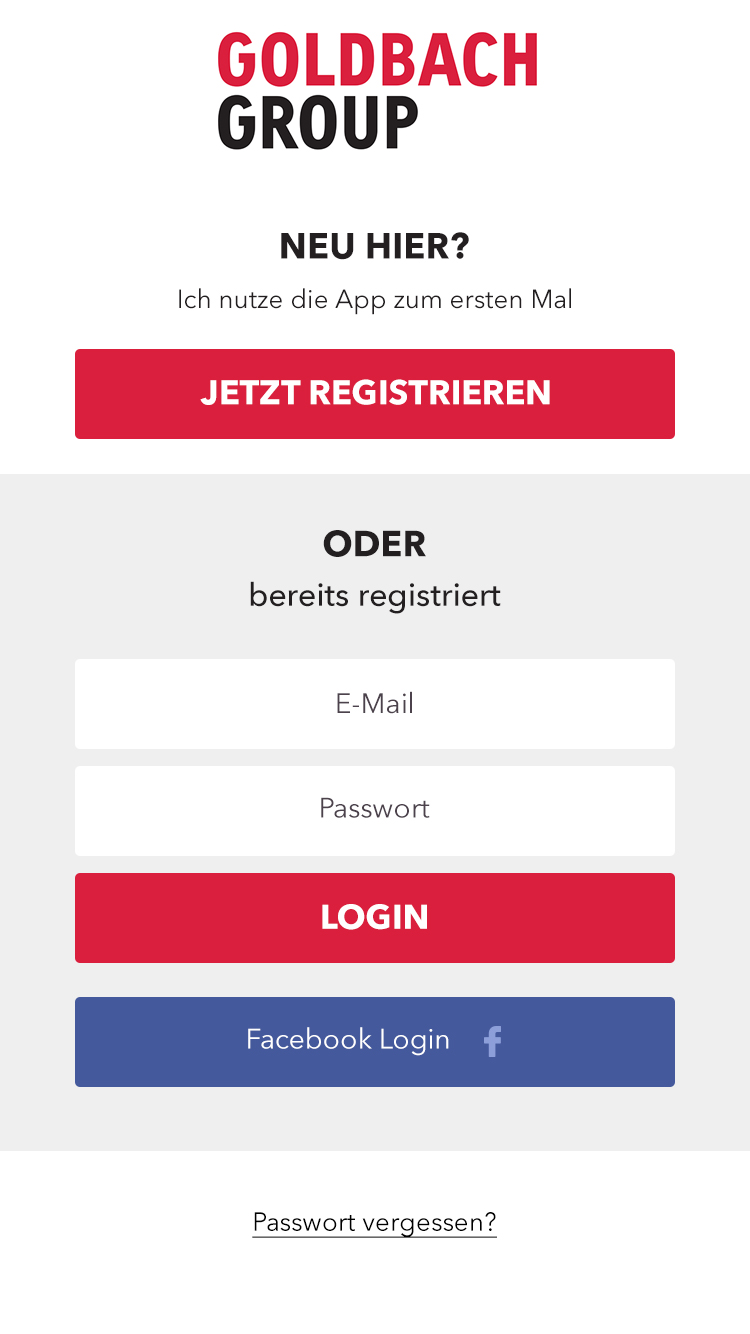 GOLDBACH
GROUP
NEU HIER?
Ich nutze die App zum ersten Mal
JETZT REGISTRIEREN
ODER
bereits registriert
E-Mail
Passwort
LOGIN
Facebook Login f
Passwort vergessen?